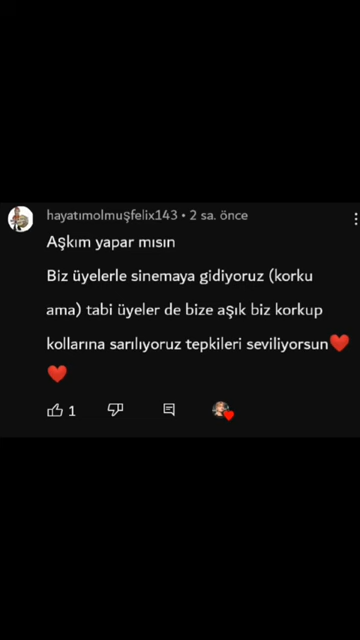 hayatımolmuşfelix143 • 2 sa. önce
Aşkım yapar mısın
Biz üyelerle sinemaya gidiyoruz (korku
ama) tabi üyeler de bize aşık biz korkup
kollarına sarılıyoruz tepkileri seviliyorsun❤️
❤️
1